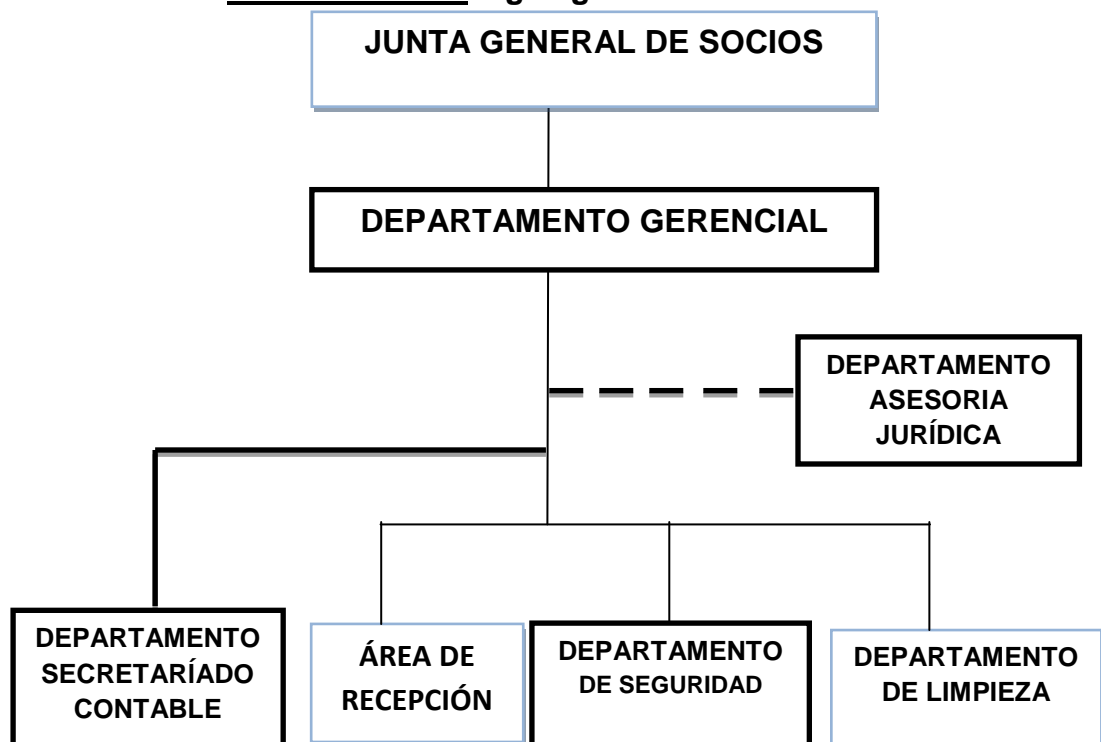 JUNTA GENERAL DE SOCIOS
DEPARTAMENTO GERENCIAL
DEPARTAMENTO
ASESORIA
JURÍDICA
DEPARTAMENTO
SECRETARÍADO
CONTABLE
ÁREA DE
RECEPCIÓN
DEPARTAMENTO
DE SEGURIDAD
DEPARTAMENTO
DE LIMPIEZA